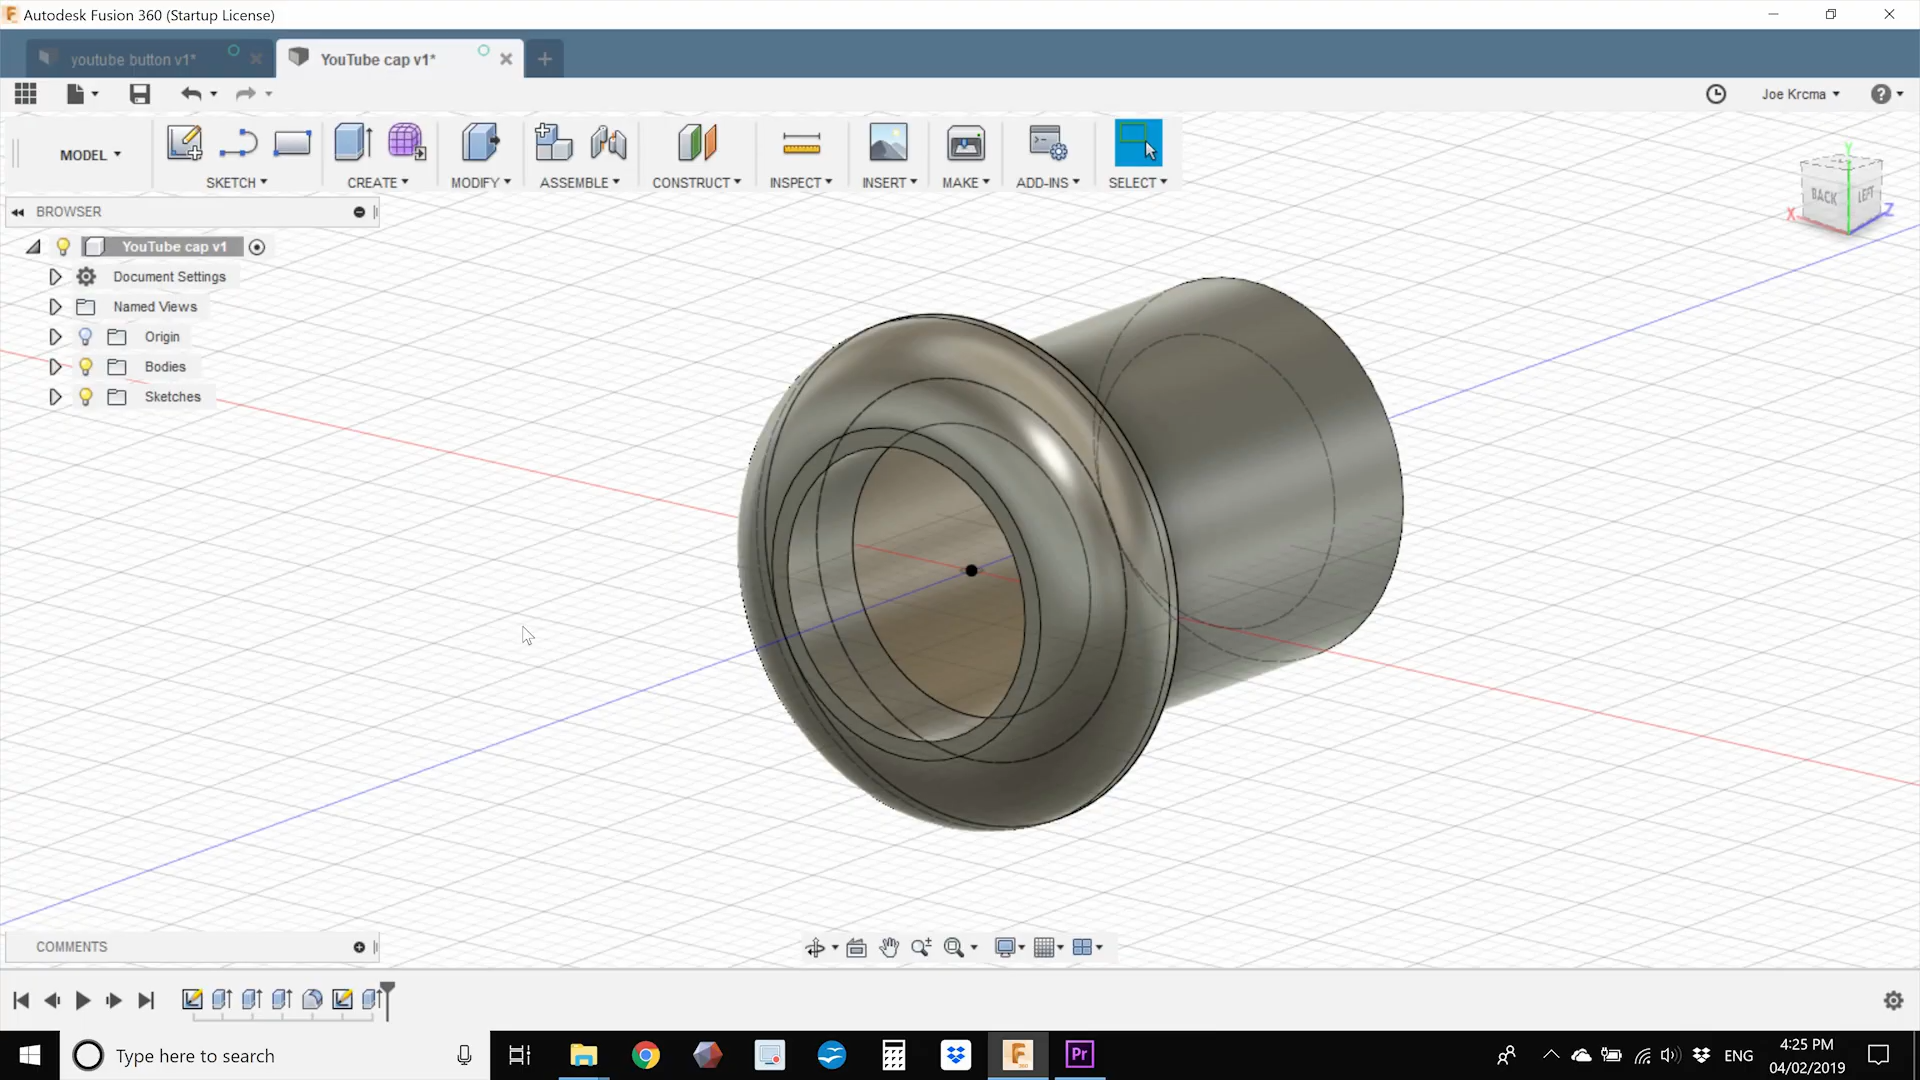 Autodesk Fusion 360 (Startup License)
youtube button v1*
YouTube cap v1*
Joe Krcma
MODEL
SKETCH
CREATE
MODIFY
ASSEMBLE
CONSTRUCT
INSPECT
INSERT
MAKE
ADD-INS
SELECT
BROWSER
YouTube cap v1
Document Settings
Named Views
Origin
Bodies
Sketches
Y
BACK
LEFT
X
Z
COMMENTS
Type here to search
Pr
ENG
4:25 PM
04/02/2019